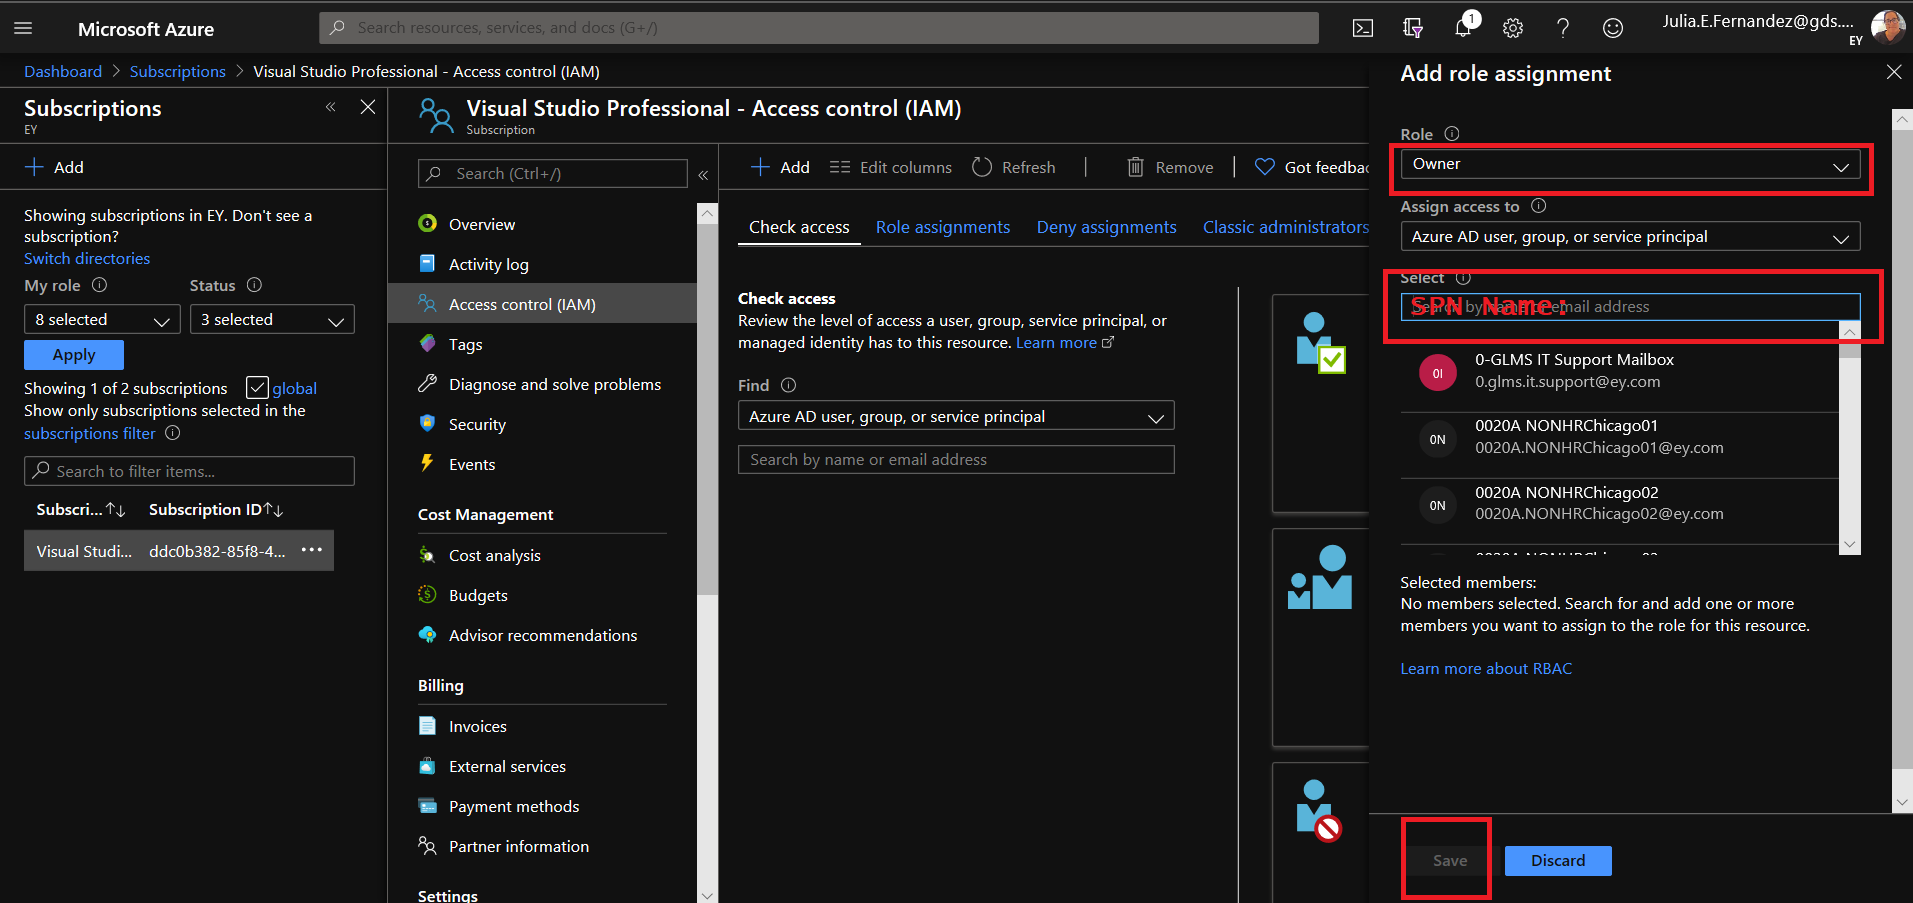 Microsoft Azure
Search resources, services, and docs (G+/)
1
Julia.E.Fernandez@gds....
EY
Dashboard > Subscriptions > Visual Studio Professional - Access control (IAM)
Subscriptions
EY
Add
Showing subscriptions in EY. Don't see a
subscription?
Switch directories
My role
Status
8 selected
3 selected
Apply
Showing 1 of 2 subscriptions
global
Show only subscriptions selected in the
subscriptions filter
Search to filter items...
Subscri...↑↓
Subscription ID↑↓
Visual Studi...
ddc0b382-85f8-4...
Visual Studio Professional - Access control (IAM)
Subscription
Search (Ctrl+/)
Overview
Activity log
Access control (IAM)
Tags
Diagnose and solve problems
Security
Events
Cost Management
Cost analysis
Budgets
Advisor recommendations
Billing
Invoices
External services
Payment methods
Partner information
Settings
Add
Edit columns
Refresh
Remove
Got feedbac
Check access
Role assignments
Deny assignments
Classic administrators
Check access
Review the level of access a user, group, service principal, or
managed identity has to this resource. Learn more
Find
Azure AD user, group, or service principal
Search by name or email address
Add role assignment
Role
Owner
Assign access to
Azure AD user, group, or service principal
Select
Search by name or email address
SPN Name:
0I
0-GLMS IT Support Mailbox
0.glms.it.support@ey.com
0N
0020A NONHRChicago01
0020A.NONHRChicago01@ey.com
0N
0020A NONHRChicago02
0020A.NONHRChicago02@ey.com
Selected members:
No members selected. Search for and add one or more
members you want to assign to the role for this resource.
Learn more about RBAC
Save
Discard